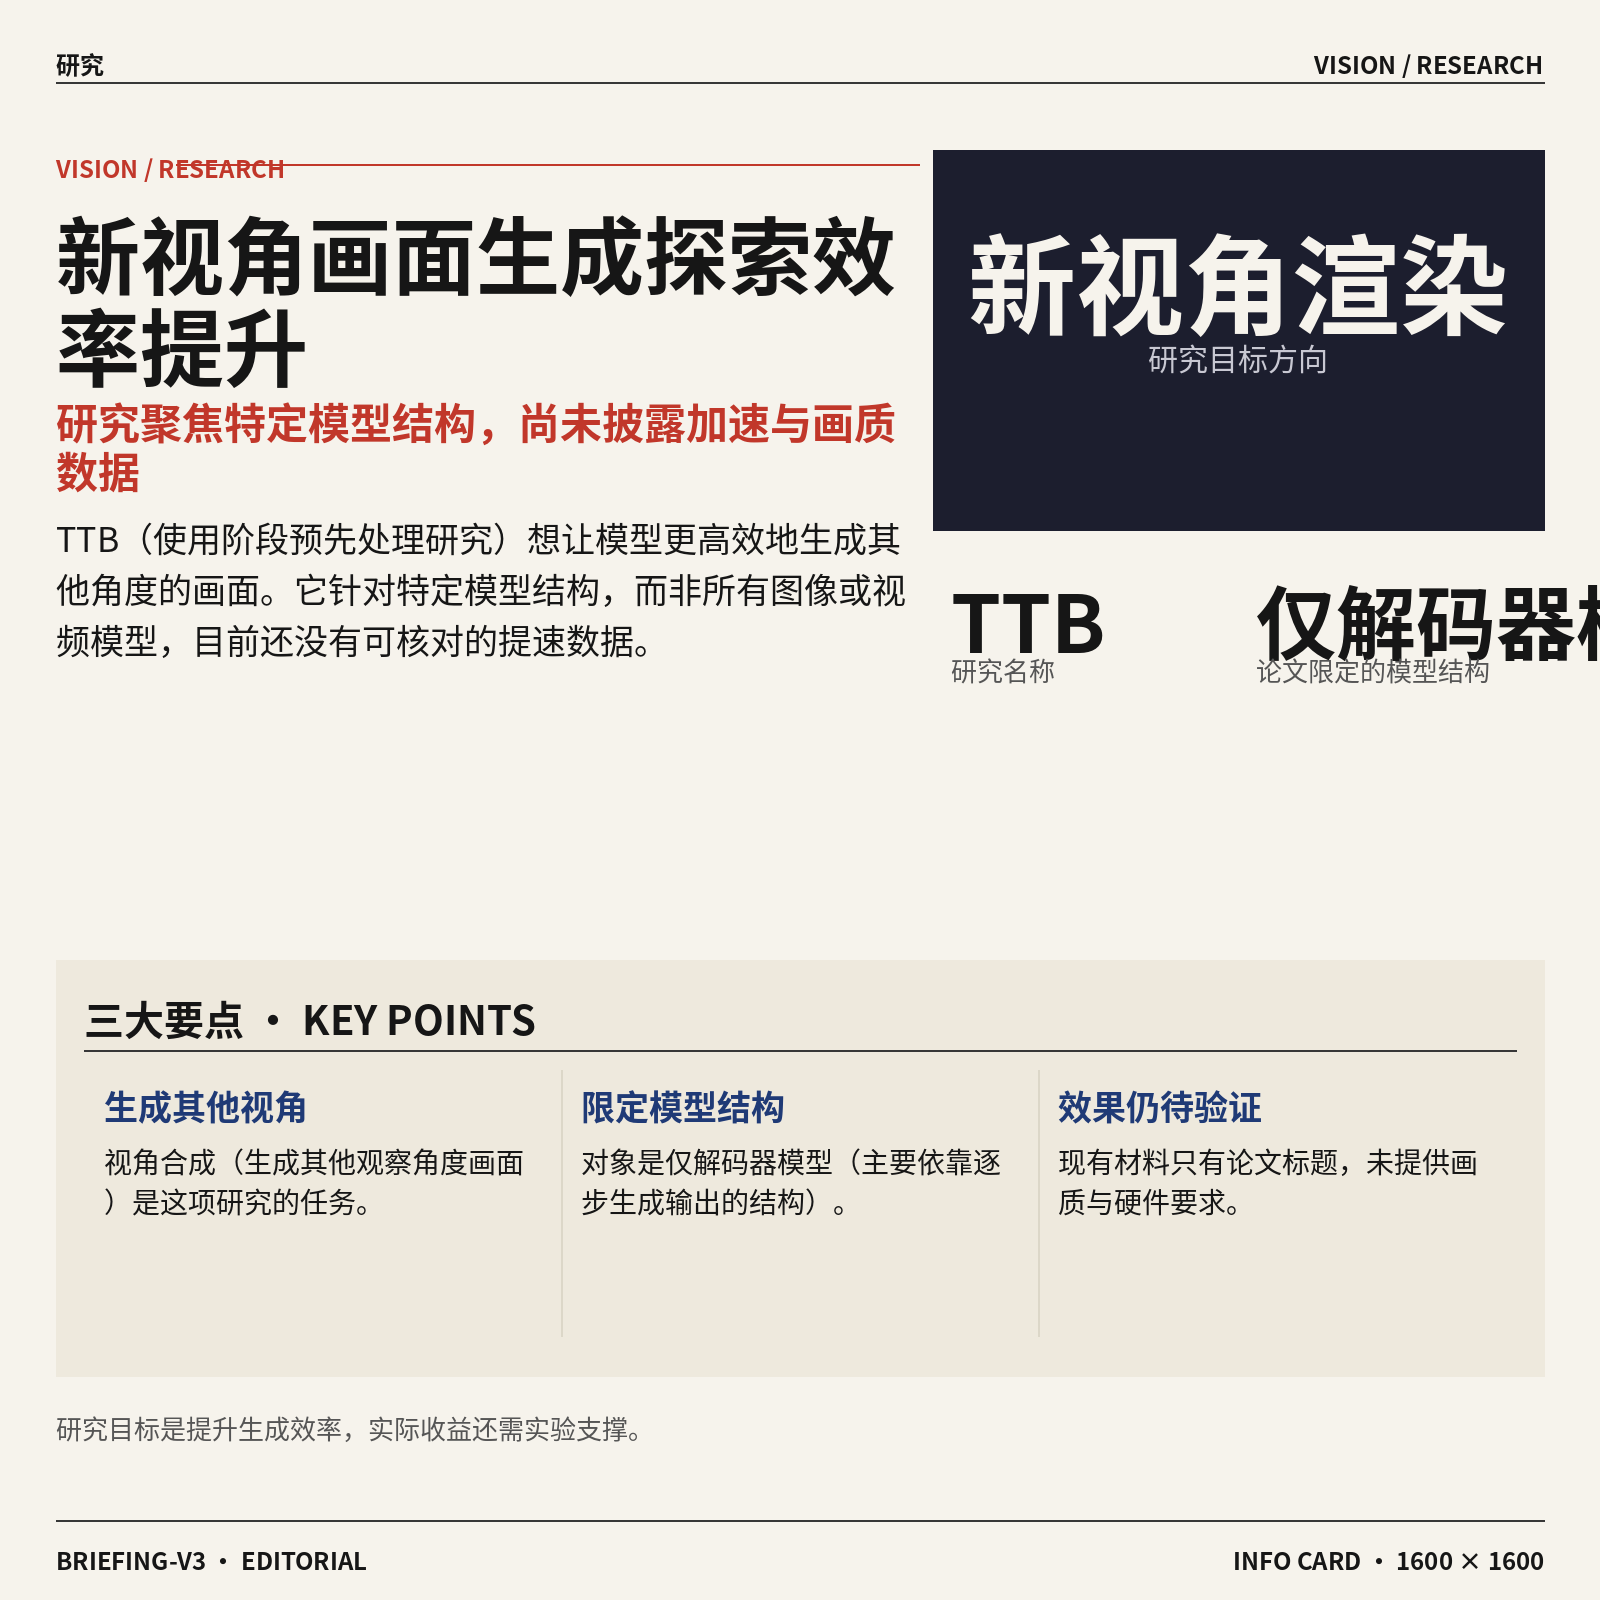 研究
VISION / RESEARCH
VISION / RESEARCH
新视角画面生成探索效
率提升
研究聚焦特定模型结构，尚未披露加速与画质
数据
TTB（使用阶段预先处理研究）想让模型更高效地生成其
他角度的画面。它针对特定模型结构，而非所有图像或视
频模型，目前还没有可核对的提速数据。
新视角渲染
研究目标方向
TTB
研究名称
仅解码器
论文限定的模型结构
三大要点 · KEY POINTS
生成其他视角
视角合成（生成其他观察角度画面
）是这项研究的任务。
限定模型结构
对象是仅解码器模型（主要依靠逐
步生成输出的结构）。
效果仍待验证
现有材料只有论文标题，未提供画
质与硬件要求。
研究目标是提升生成效率，实际收益还需实验支撑。
BRIEFING-V3 · EDITORIAL
INFO CARD · 1600 × 1600